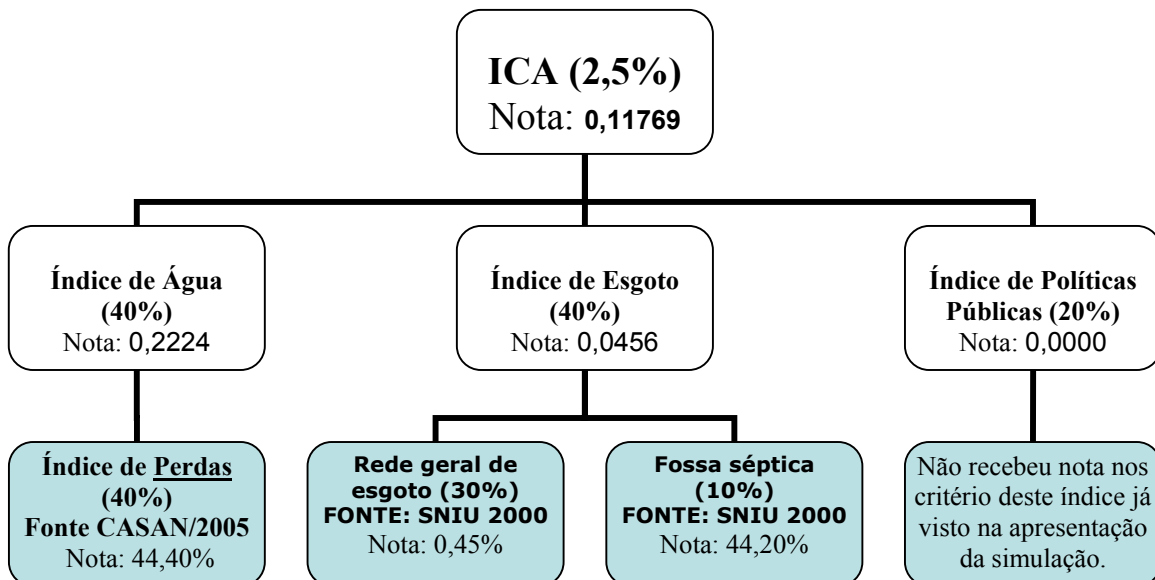 ICA (2,5%)
Nota: 0,11769
Índice de Água
(40%)
Nota: 0,2224
Índice de Esgoto
(40%)
Nota: 0,0456
Índice de Políticas
Públicas (20%)
Nota: 0,0000
Índice de Perdas
(40%)
Fonte CASAN/2005
Nota: 44,40%
Rede geral de
esgoto (30%)
FONTE: SNIU 2000
Nota: 0,45%
Fossa séptica
(10%)
FONTE: SNIU 2000
Nota: 44,20%
Não recebeu nota nos
critério deste índice já
visto na apresentação
da simulação.